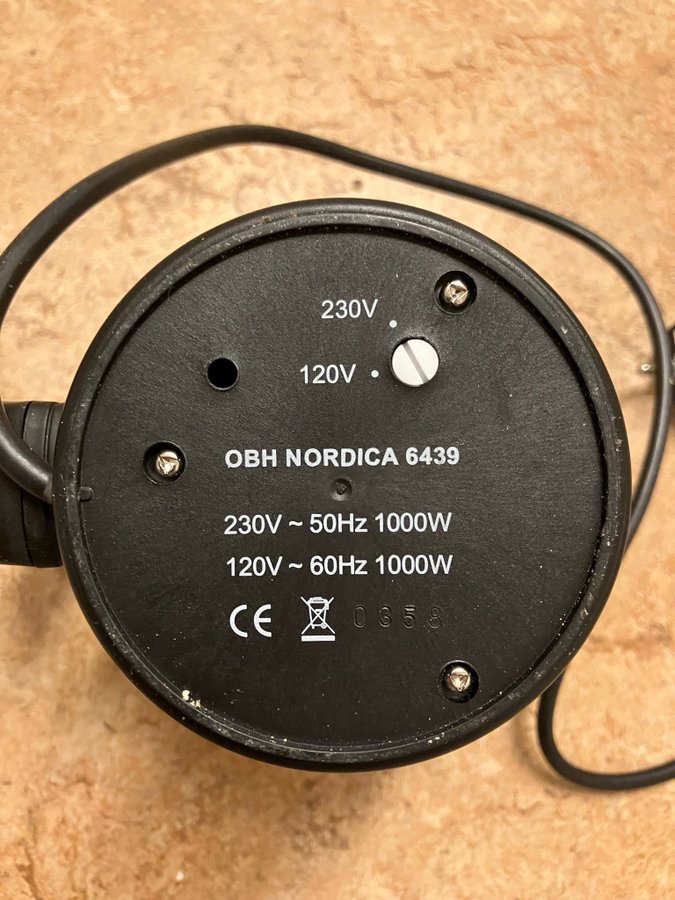 230V
120V
OBH NORDICA 6439
230V ~ 50Hz 1000W
120V ~ 60Hz 1000W
CE 0358